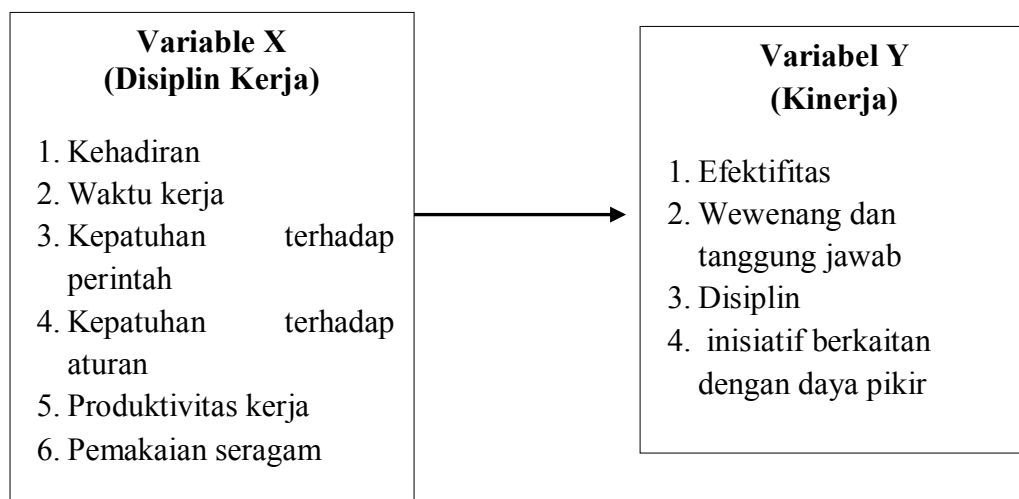 Variable X
(Disiplin Kerja)
1. Kehadiran
2. Waktu kerja
3. Kepatuhan terhadap
perintah
4. Kepatuhan terhadap
aturan
5. Produktivitas kerja
6. Pemakaian seragam
Variabel Y
(Kinerja)
1. Efektifitas
2. Wewenang dan
tanggung jawab
3. Disiplin
4. inisiatif berkaitan
dengan daya pikir